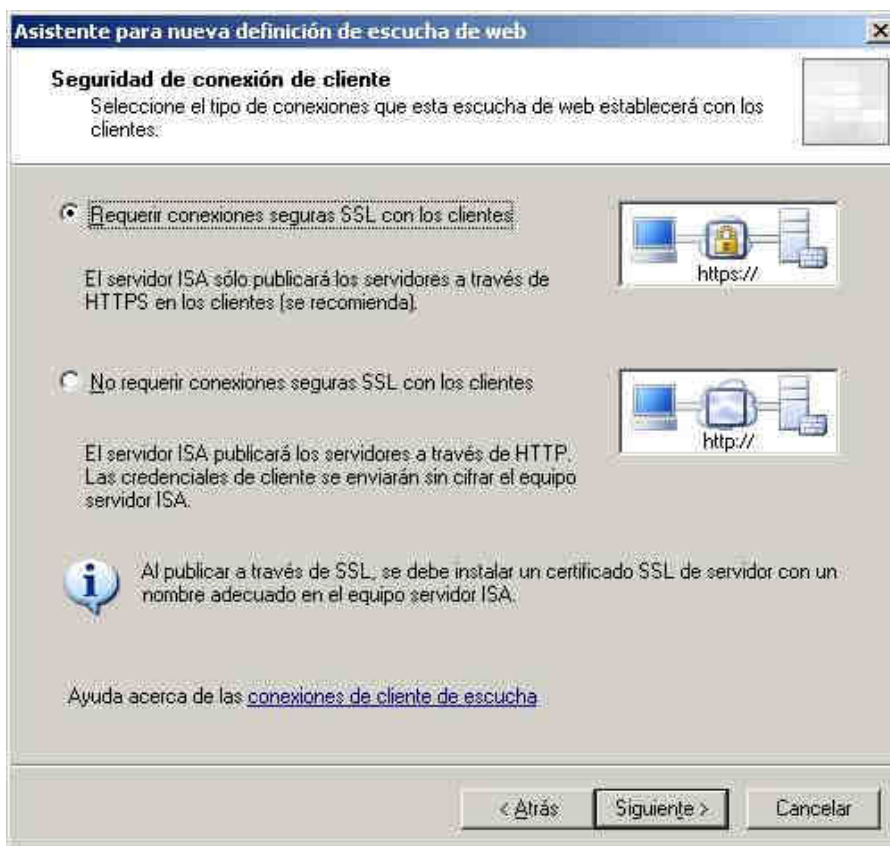 Asistente para nueva definición de escucha de web
Seguridad de conexión de cliente
Seleccione el tipo de conexiones que esta escucha de web establecerá con los
clientes.
Requerir conexiones seguras SSL con los clientes
https://
El servidor ISA sólo publicará los servidores a través de
HTTPS en los clientes (se recomienda).
No requerir conexiones seguras SSL con los clientes
http://
El servidor ISA publicará los servidores a través de HTTP.
Las credenciales de cliente se enviarán sin cifrar el equipo
servidor ISA.
Al publicar a través de SSL, se debe instalar un certificado SSL de servidor con un
nombre adecuado en el equipo servidor ISA.
Ayuda acerca de las conexiones de cliente de escucha
< Atrás Siguiente > Cancelar